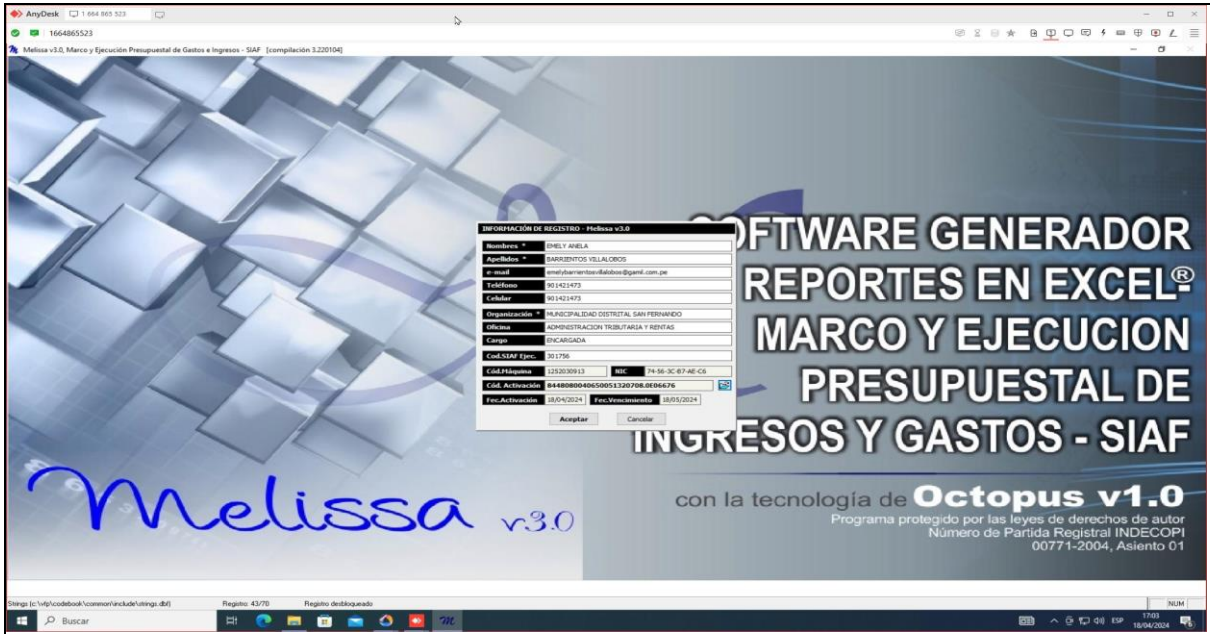 AnyDesk 1 664 865 523
1664865523
Melissa v3.0, Marco y Ejecución Presupuestal de Gastos e Ingresos - SIAF [compilación 3.220104]
INFORMACIÓN DE REGISTRO - Melissa v3.0
Nombres * EMELY ANELA
Apellidos * BARRIENTOS VILLALOBOS
e-mail emelybarrientosvillalobos@gamil.com.pe
Teléfono 901421473
Celular 901421473
Organización * MUNICIPALIDAD DISTRITAL SAN FERNANDO
Oficina ADMINISTRACION TRIBUTARIA Y RENTAS
Cargo ENCARGADA
Cod.SIAF Ejec. 301756
Cód.Máquina 1252030913 NIC 74-56-3C-B7-AE-C6
Cód. Activación 8448080040650051320708.0E06676
Fec.Activación 18/04/2024 Fec.Vencimiento 18/05/2024
Aceptar Cancelar
SOFTWARE GENERADOR
REPORTES EN EXCEL®
MARCO Y EJECUCION
PRESUPUESTAL DE
INGRESOS Y GASTOS - SIAF
Melissa v3.0
con la tecnología de Octopus v1.0
Programa protegido por las leyes de derechos de autor
Número de Partida Registral INDECOPI
00771-2004, Asiento 01
Strings (c:\vfp\codebook\common\include\strings.dbf) Registro: 43/70 Registro desbloqueado NUM
Buscar ESP 17:03
18/04/2024